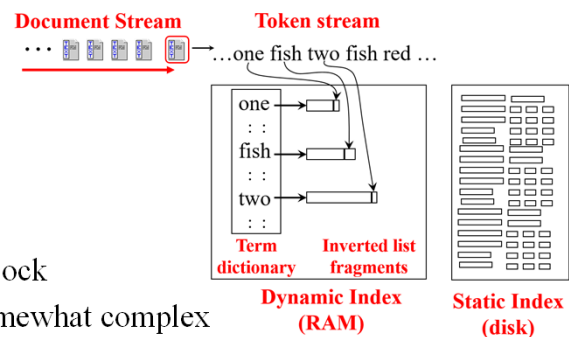 Document Stream
Token stream
…one fish two fish red …
one
: :
fish
: :
two
: :
Term dictionary
Inverted list fragments
Dynamic Index
(RAM)
Static Index
(disk)
ock
mewhat complex